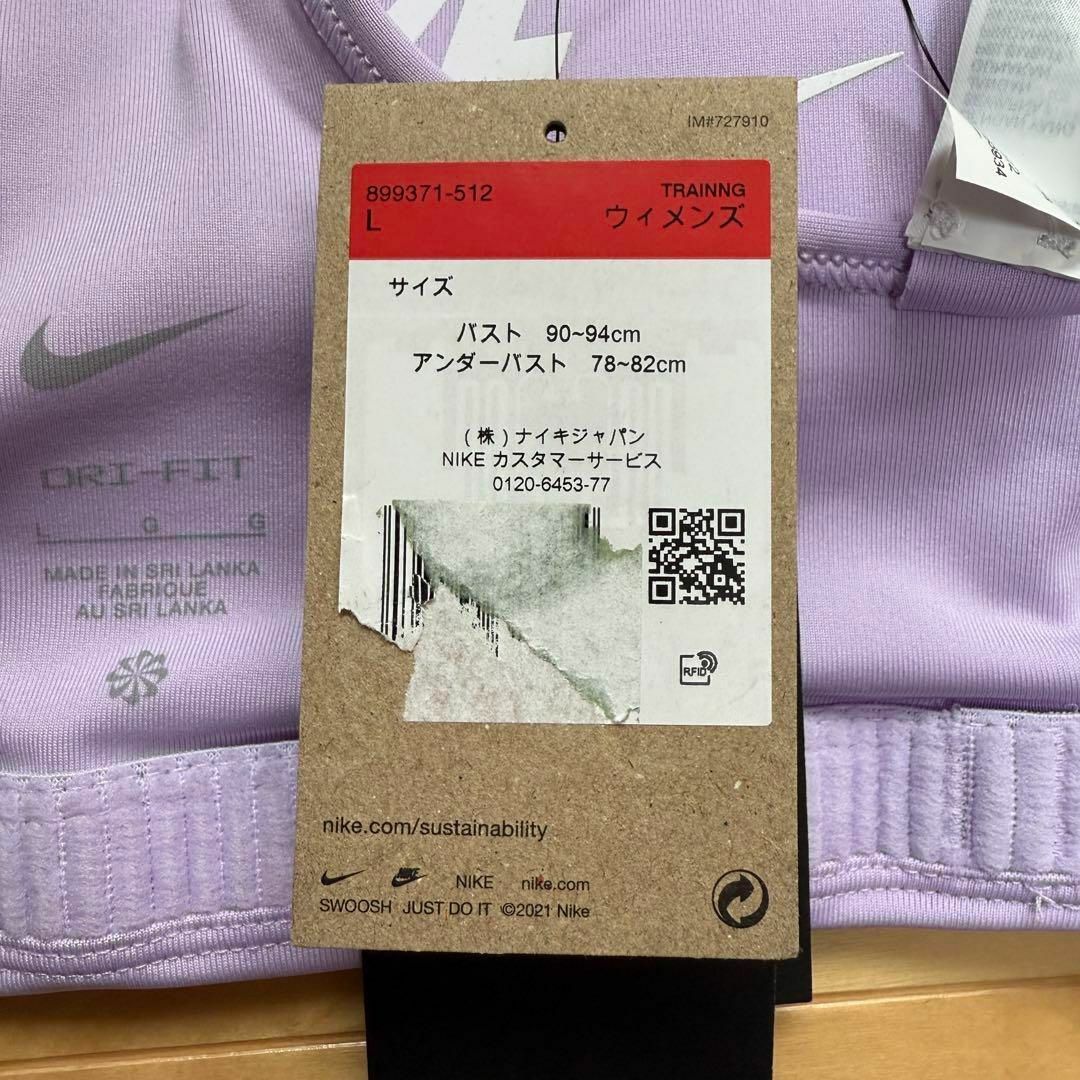 IM#727910
899371-512
TRAINNG
L
ウィメンズ
サイズ
バスト 90~94cm
アンダーバスト 78~82cm
(株)ナイキジャパン
NIKE カスタマーサービス
0120-6453-77
RFID
nike.com/sustainability
NIKE nike.com
SWOOSH JUST DO IT ©2021 Nike
DRI-FIT
L G G
MADE IN SRI LANKA
FABRIQUE
AU SRI LANKA